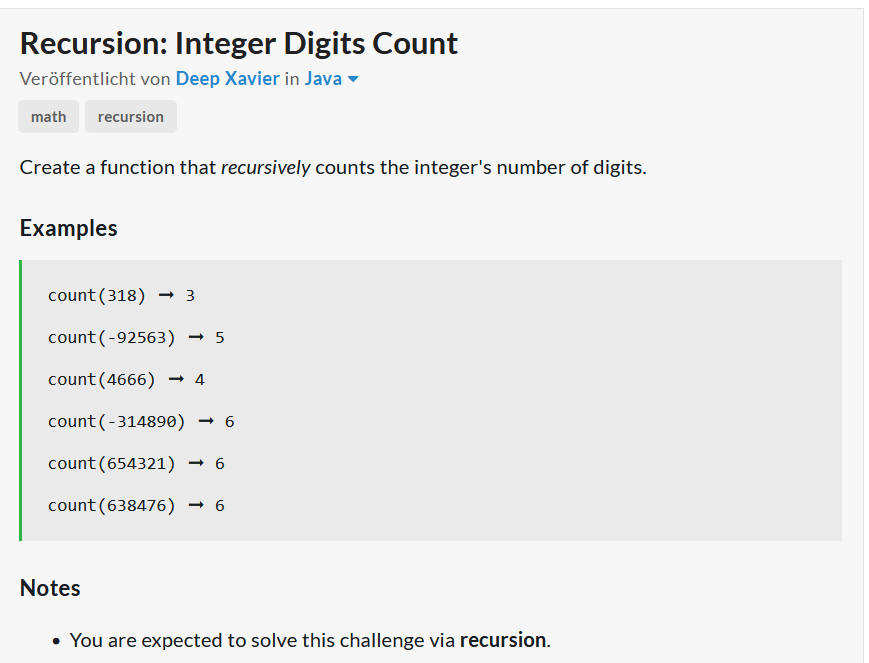 Recursion: Integer Digits Count
Veröffentlicht von Deep Xavier in Java
math recursion
Create a function that recursively counts the integer's number of digits.
Examples
count(318) ➞ 3
count(-92563) ➞ 5
count(4666) ➞ 4
count(-314890) ➞ 6
count(654321) ➞ 6
count(638476) ➞ 6
Notes
• You are expected to solve this challenge via recursion.